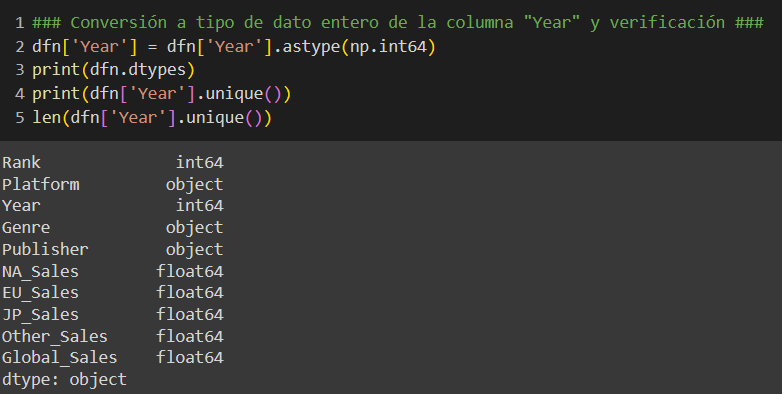 1 ### Conversión a tipo de dato entero de la columna "Year" y verificación ###
2 dfn['Year'] = dfn['Year'].astype(np.int64)
3 print(dfn.dtypes)
4 print(dfn['Year'].unique())
5 len(dfn['Year'].unique())
Rank int64
Platform object
Year int64
Genre object
Publisher object
NA_Sales float64
EU_Sales float64
JP_Sales float64
Other_Sales float64
Global_Sales float64
dtype: object